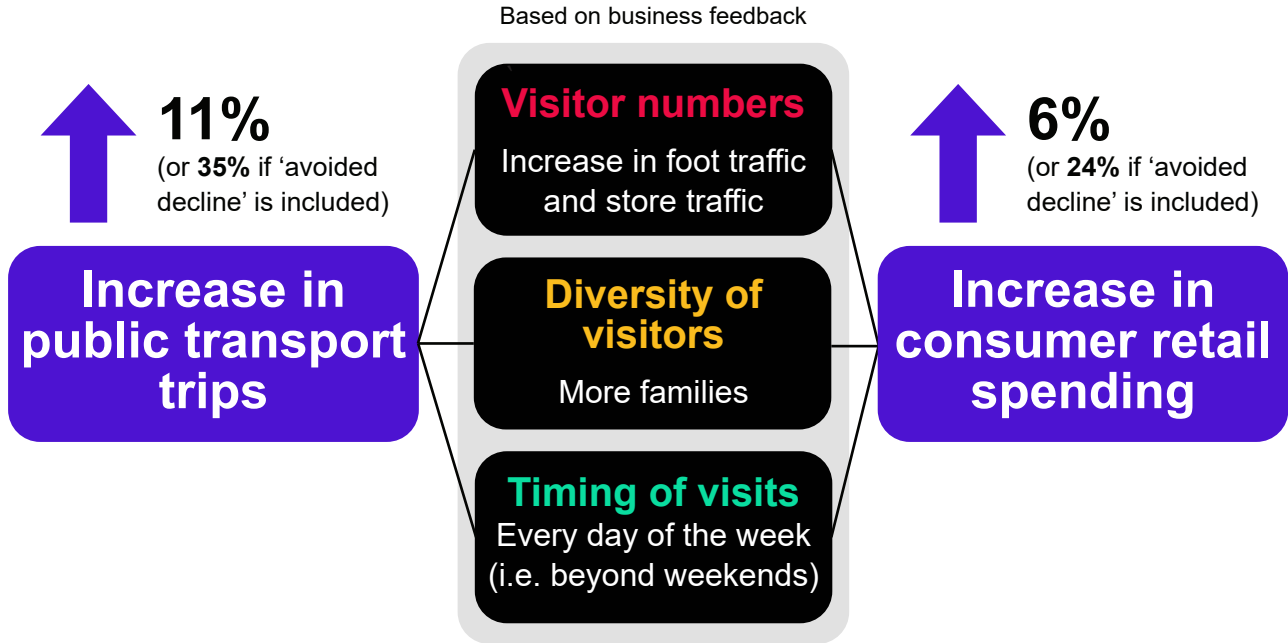 Based on business feedback
11%
(or 35% if ‘avoided
decline’ is included)
Increase in
public transport
trips
Visitor numbers
Increase in foot traffic
and store traffic
Diversity of
visitors
More families
Timing of visits
Every day of the week
(i.e. beyond weekends)
6%
(or 24% if ‘avoided
decline’ is included)
Increase in
consumer retail
spending